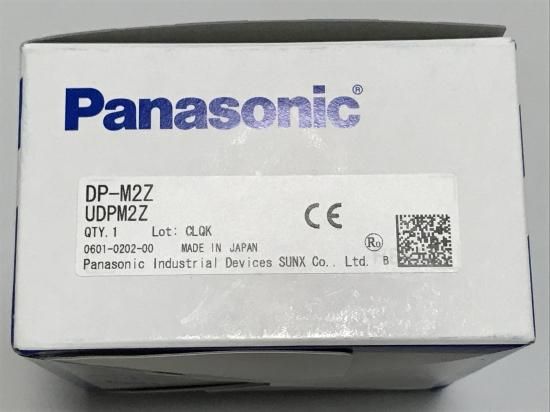 Panasonic®
DP-M2Z
UDPM2Z
QTY.1 Lot: CLQK
CE
0601-0202-00 MADE IN JAPAN
Ro
Panasonic Industrial Devices SUNX Co., Ltd. B